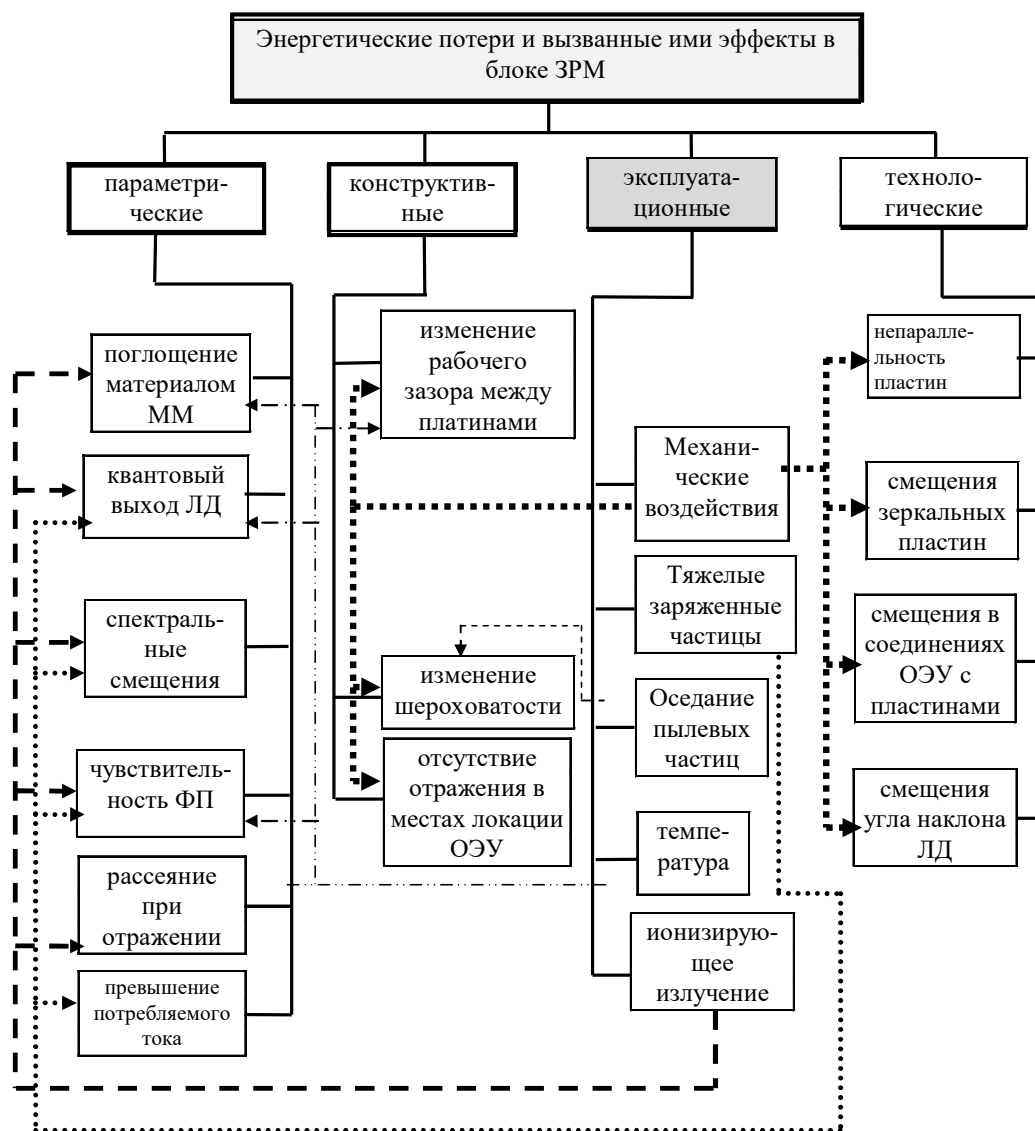 Энергетические потери и вызванные ими эффекты в
блоке ЗРМ
параметри-
ческие
конструктив-
ные
эксплуата-
ционные
техноло-
гические
поглощение
материалом
ММ
квантовый
выход ЛД
спектраль-
ные
смещения
чувствитель-
ность ФП
рассеяние
при
отражении
превышение
потребляемого
тока
изменение
рабочего
зазора между
платинами
изменение
шероховатости
отсутствие
отражения в
местах локации
ОЭУ
Механи-
ческие
воздействия
Тяжелые
заряженные
частицы
Оседание
пылевых
частиц
темпе-
ратура
ионизирую-
щее
излучение
непаралле-
льность
пластин
смещения
зеркальных
пластин
смещения в
соединениях
ОЭУ с
пластинами
смещения
угла наклона
ЛД